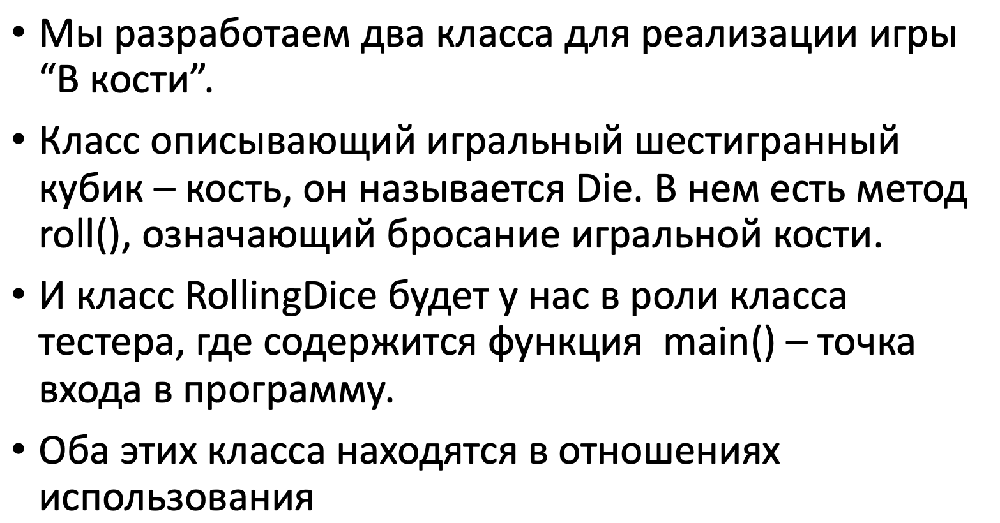 • Мы разработаем два класса для реализации игры
“В кости”.
• Класс описывающий игральный шестигранный
кубик – кость, он называется Die. В нем есть метод
roll(), означающий бросание игральной кости.
• И класс RollingDice будет у нас в роли класса
тестера, где содержится функция  main() – точка
входа в программу.
• Оба этих класса находятся в отношениях
использования